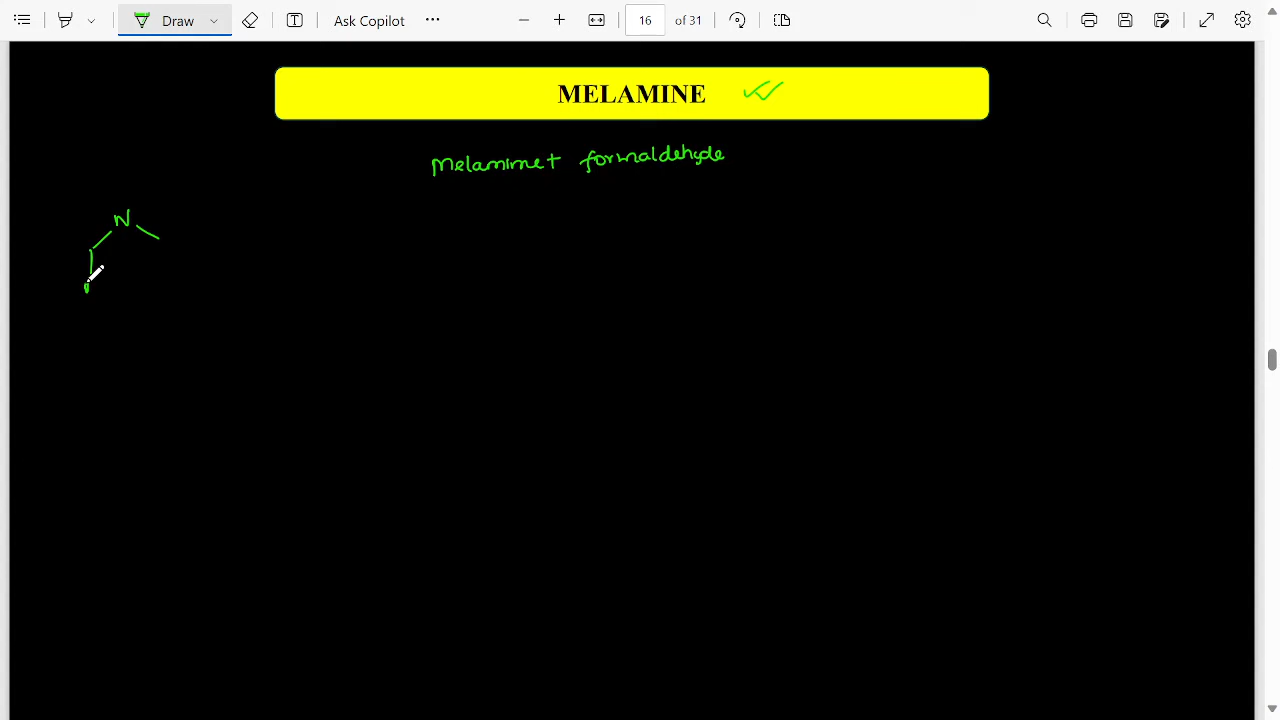 Draw
Ask Copilot
16 of 31
MELAMINE
Melamine+ formaldehyde
N